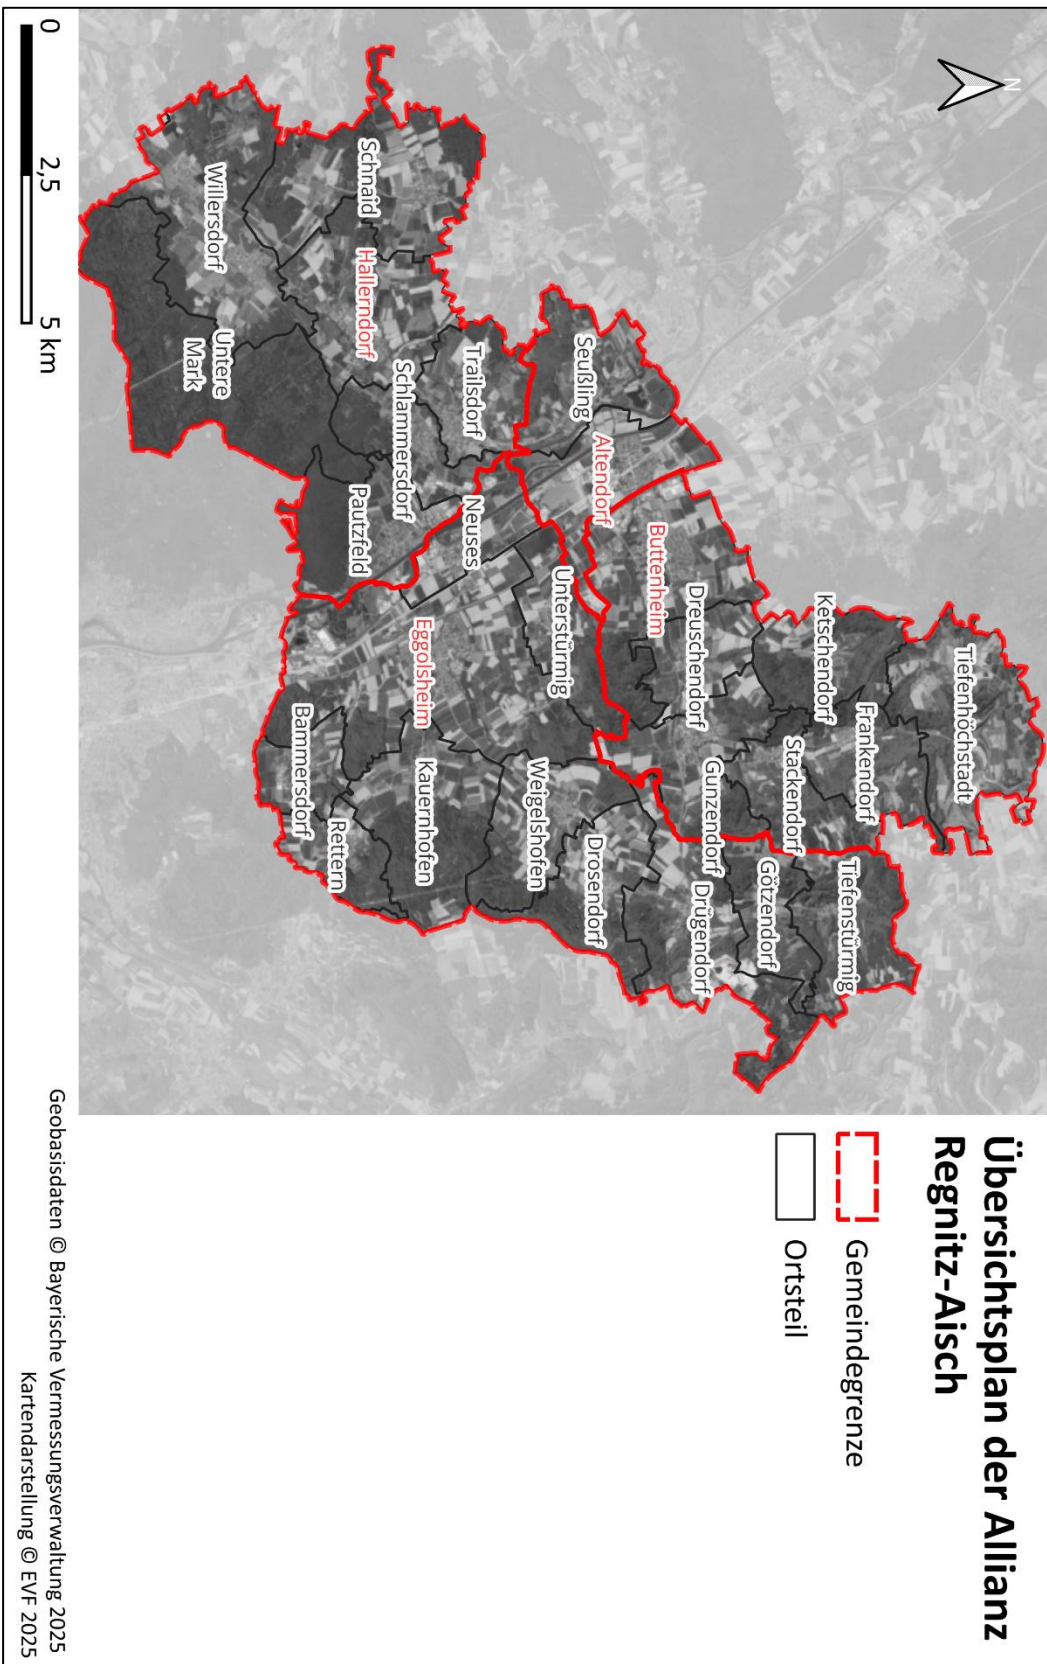 Übersichtsplan der Allianz
Regnitz-Aisch
Gemeindegrenze
Ortsteil
N
Tiefenhöchstadt
Ketschendorf
Frankendorf
Stackendorf
Tiefenstürmig
Götzendorf
Dreuschendorf
Gunzendorf
Drügendorf
Buttenheim
Altendorf
Seußling
Unterstürmig
Drosendorf
Weigelshofen
Trailsdorf
Neuses
Eggolsheim
Kauernhofen
Schnaid
Hallerndorf
Schlammersdorf
Pautzfeld
Rettern
Bammersdorf
Willersdorf
Untere
Mark
0 2,5 5 km
Geobasisdaten © Bayerische Vermessungsverwaltung 2025
Kartendarstellung © EVF 2025